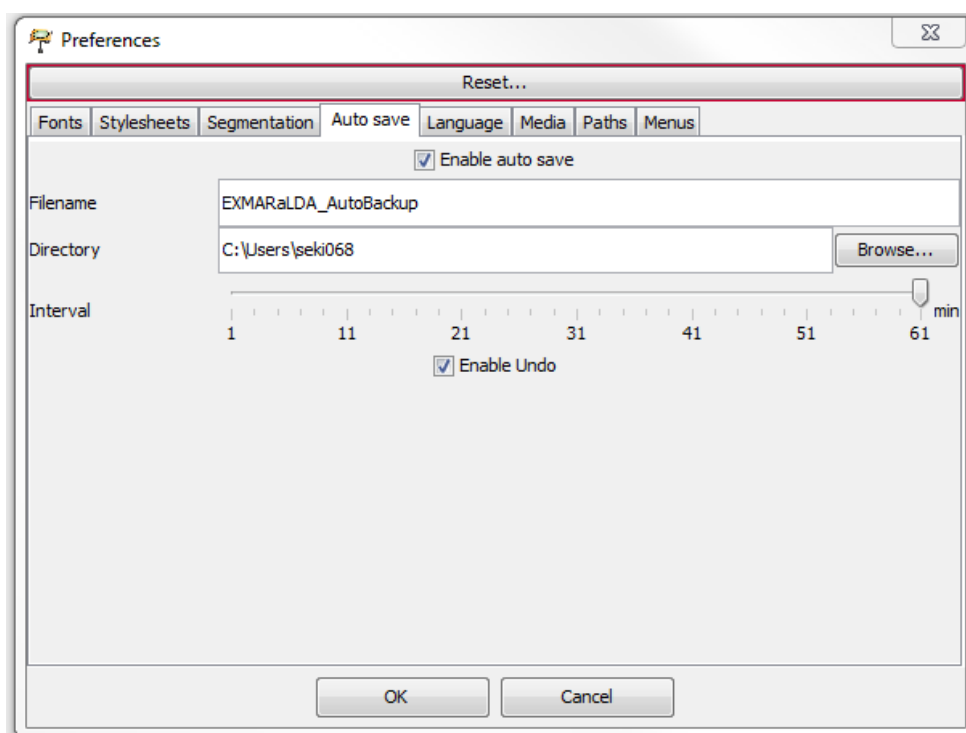 Preferences
Reset...
Fonts Stylesheets Segmentation Auto save Language Media Paths Menus
Enable auto save
Filename EXMARaLDA_AutoBackup
Directory C:\Users\seki068 Browse...
Interval min
1 11 21 31 41 51 61
Enable Undo
OK Cancel